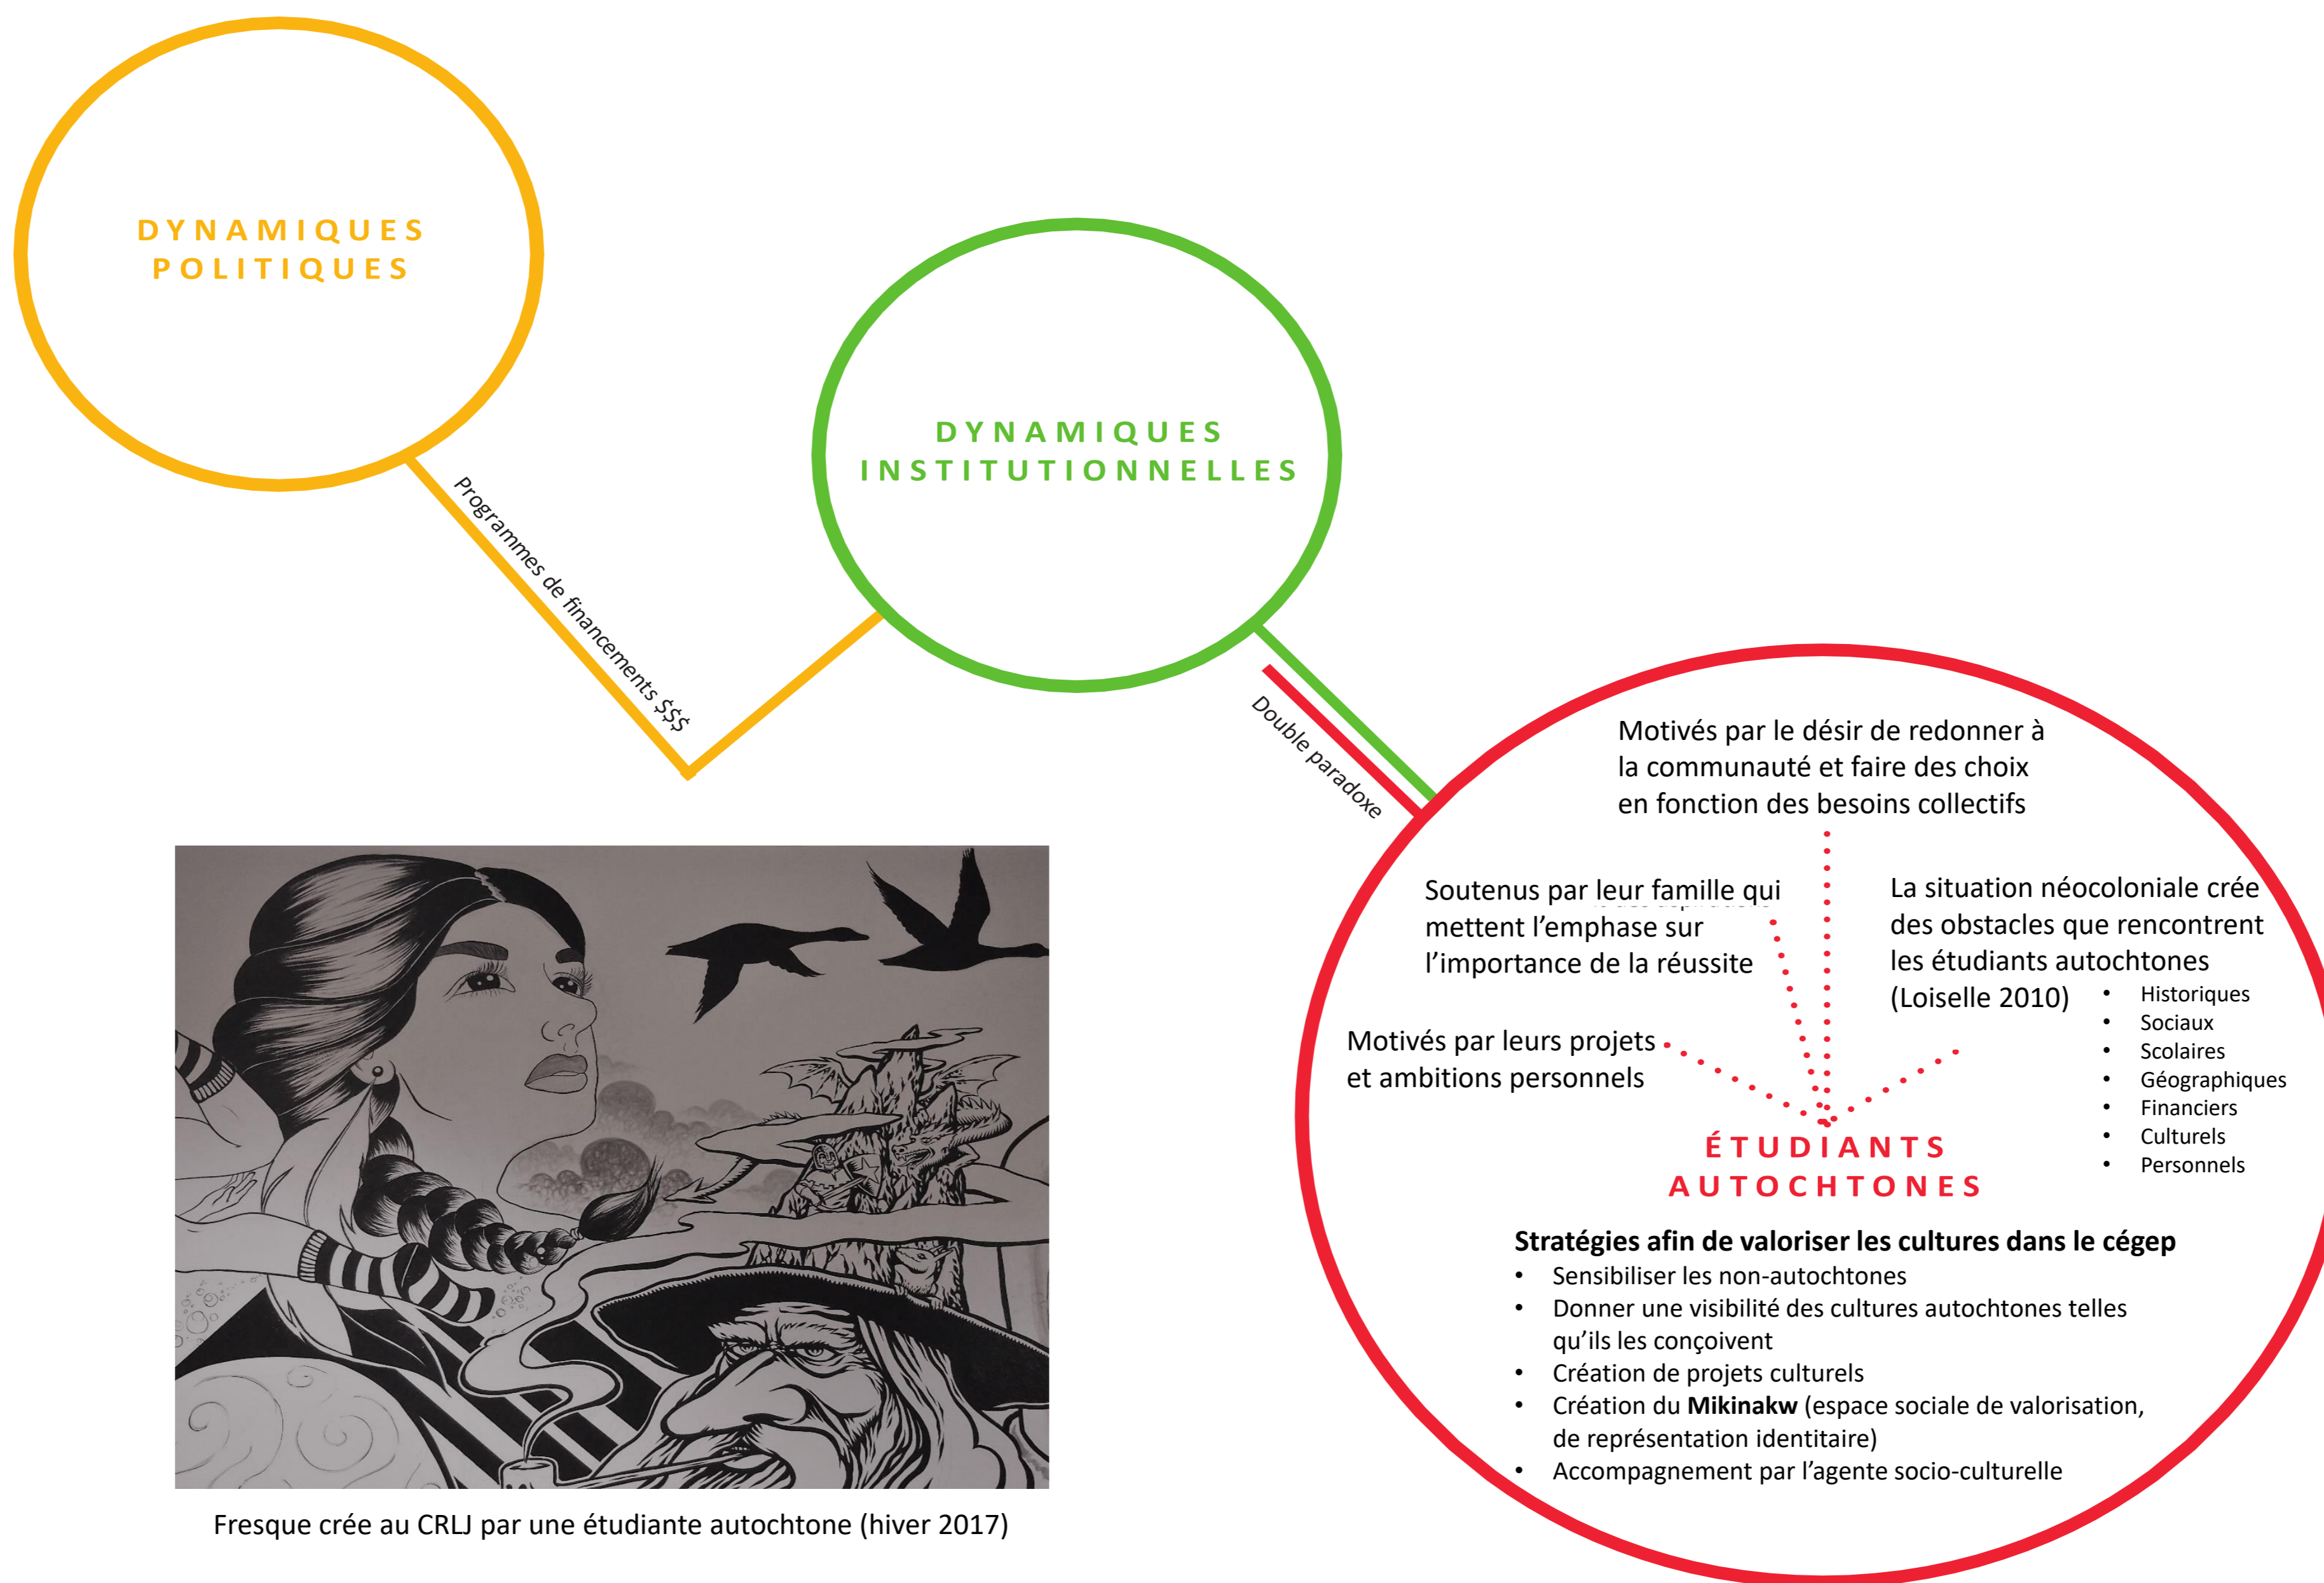 DYNAMIQUES
POLITIQUES
Programmes de financements $$$
DYNAMIQUES
INSTITUTIONNELLES
Double paradoxe
Motivés par le désir de redonner à
la communauté et faire des choix
en fonction des besoins collectifs
Soutenus par leur famille qui
mettent l’emphase sur
l’importance de la réussite
La situation néocoloniale crée
des obstacles que rencontrent
les étudiants autochtones
(Loiselle 2010)
• Historiques
• Sociaux
• Scolaires
• Géographiques
• Financiers
• Culturels
• Personnels
Motivés par leurs projets
et ambitions personnels
ÉTUDIANTS
AUTOCHTONES
Stratégies afin de valoriser les cultures dans le cégep
• Sensibiliser les non-autochtones
• Donner une visibilité des cultures autochtones telles
qu’ils les conçoivent
• Création de projets culturels
• Création du Mikinakw (espace sociale de valorisation,
de représentation identitaire)
• Accompagnement par l’agente socio-culturelle
Fresque crée au CRLJ par une étudiante autochtone (hiver 2017)